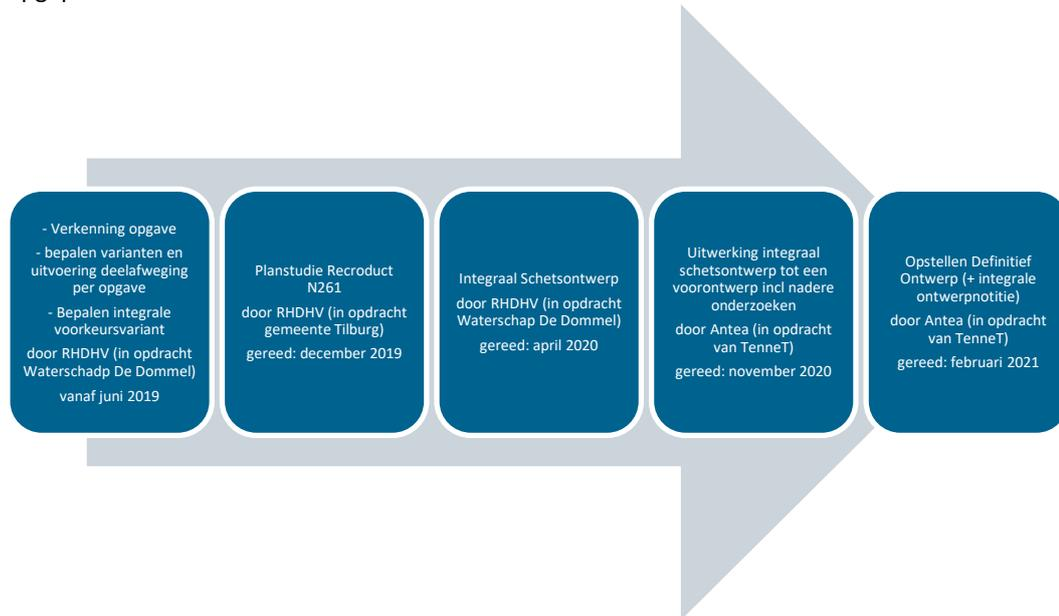 - Verkenning opgave
- bepalen varianten en
uitvoering deelafweging
per opgave
- Bepalen integrale
voorkeursvariant
door RHDHV (in opdracht
Waterschadp De Dommel)
vanaf juni 2019
Planstudie Recroduct
N261
door RHDHV (in opdracht
gemeente Tilburg)
gereed: december 2019
Integraal Schetsontwerp
door RHDHV (in opdracht
Waterschap De Dommel)
gereed: april 2020
Uitwerking integraal
schetsontwerp tot een
voorontwerp incl nadere
onderzoeken
door Antea (in opdracht
van TenneT)
gereed: november 2020
Opstellen Definitief
Ontwerp (+ integrale
ontwerpnotitie)
door Antea (in opdracht
van TenneT)
gereed: februari 2021